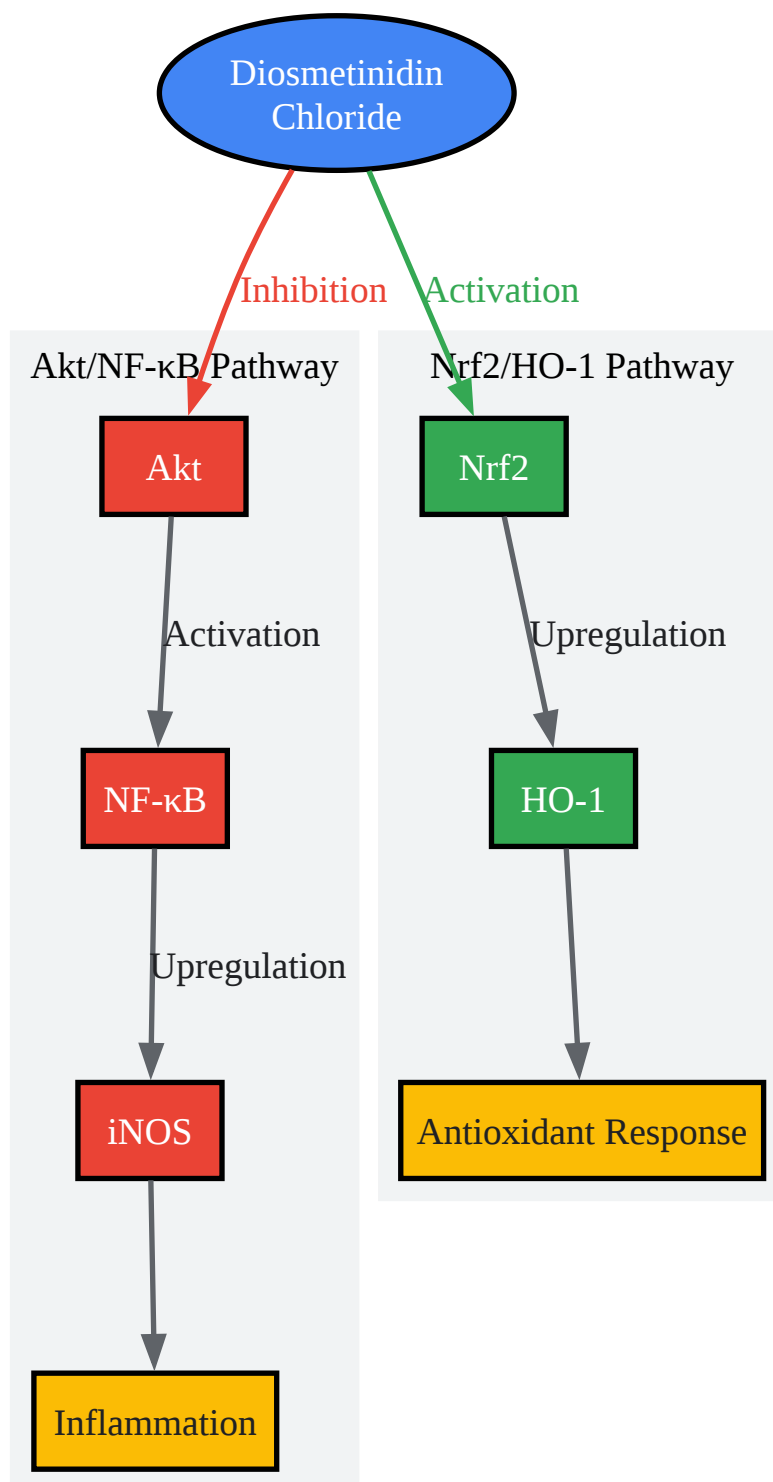 Diosmetinidin
Chloride
Inhibition
Activation
Akt/NF-κB Pathway
Nrf2/HO-1 Pathway
Akt
Nrf2
Activation
Upregulation
NF-κB
HO-1
Upregulation
iNOS
Antioxidant Response
Inflammation